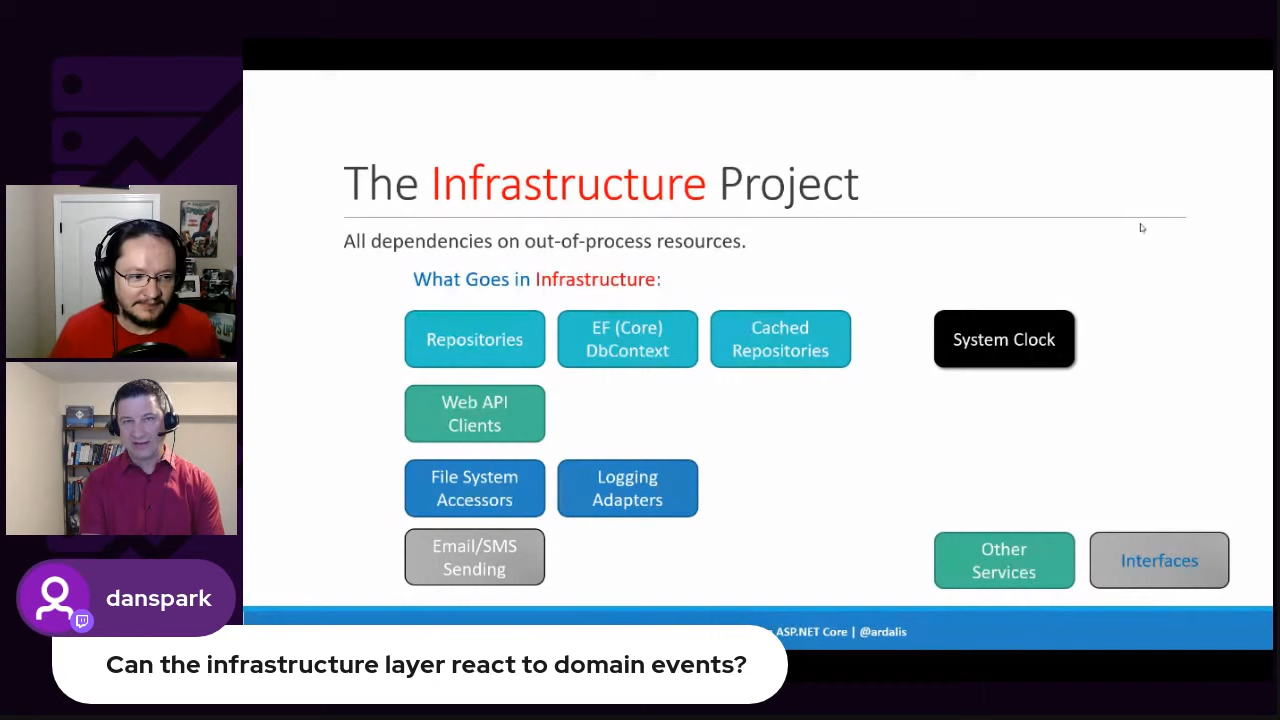 The Infrastructure Project
All dependencies on out-of-process resources.
What Goes in Infrastructure:
Repositories
EF (Core)
DbContext
Cached
Repositories
System Clock
Web API
Clients
File System
Accessors
Logging
Adapters
Email/SMS
Sending
Other
Services
Interfaces
ASP.NET Core | @ardalis
danspark
Can the infrastructure layer react to domain events?